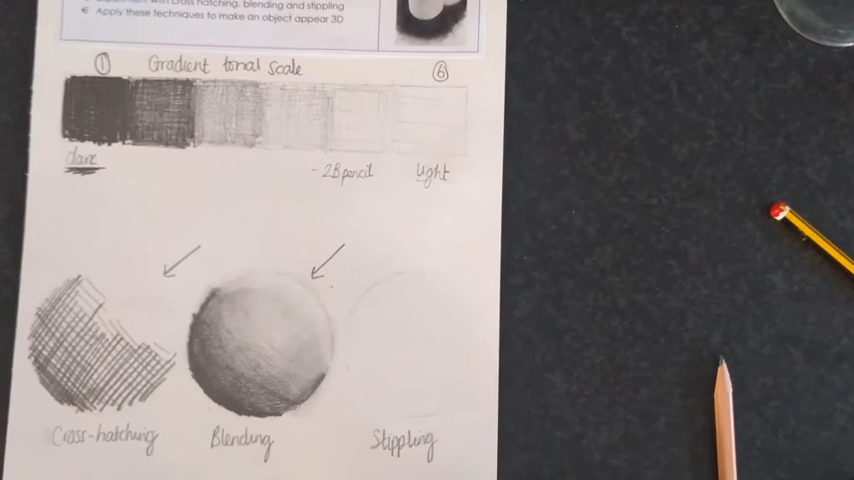 with cross hatching, blending and stippling
€ Apply these techniques to make an object appear 3D
① Gradient tonal scale ⑥
dark
- 2B pencil Light
Cross-hatching Blending Stippling